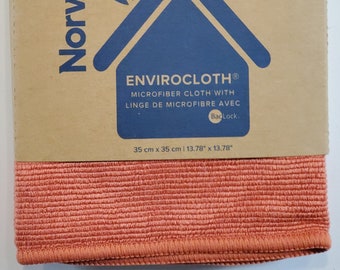 Norw
ENVIROCLOTH®
MICROFIBER CLOTH WITH
LINGE DE MICROFIBRE AVEC
BacLock
35 cm x 35 cm | 13.78" x 13.78"